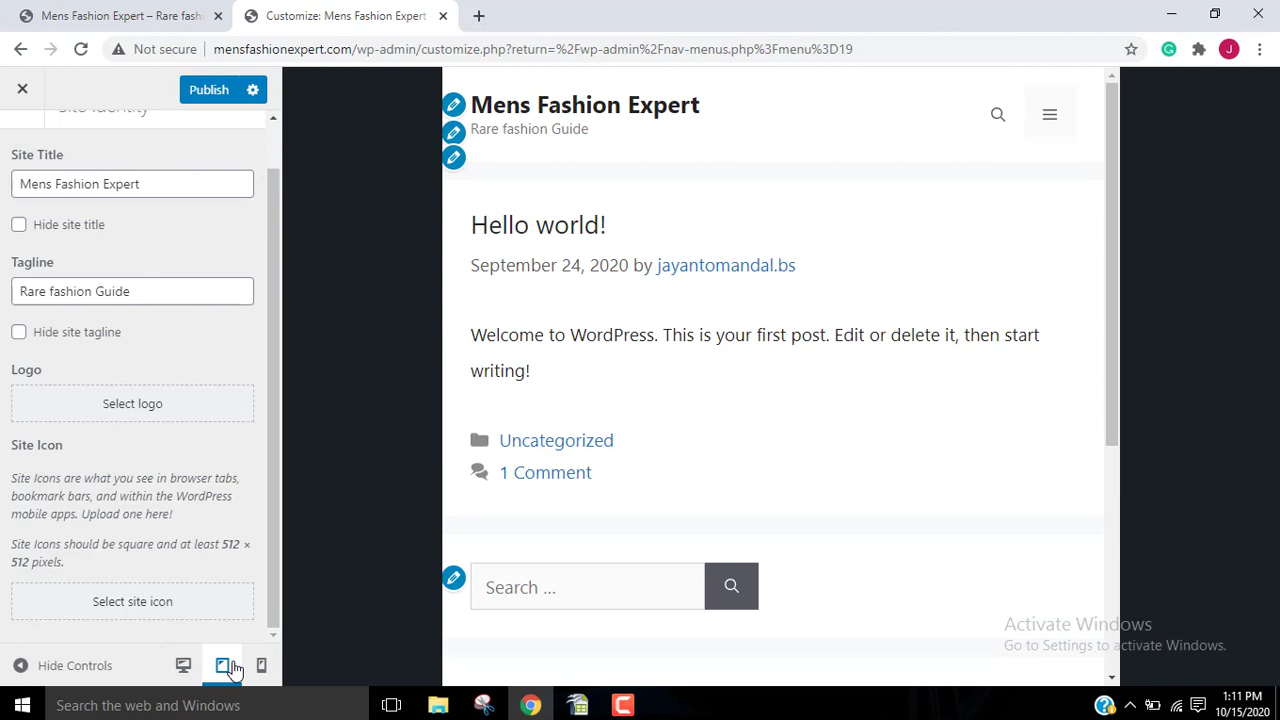 Mens Fashion Expert – Rare fashi
Customize: Mens Fashion Expert
Not secure
mensfashionexpert.com/wp-admin/customize.php?return=%2Fwp-admin%2Fnav-menus.php%3Fmenu%3D19
J
Publish
Site Identity
Site Title
Mens Fashion Expert
Hide site title
Tagline
Rare fashion Guide
Hide site tagline
Logo
Select logo
Site Icon
Site Icons are what you see in browser tabs,
bookmark bars, and within the WordPress
mobile apps. Upload one here!
Site Icons should be square and at least 512 ×
512 pixels.
Select site icon
Hide Controls
Mens Fashion Expert
Rare fashion Guide
Hello world!
September 24, 2020 by jayantomandal.bs
Welcome to WordPress. This is your first post. Edit or delete it, then start
writing!
Uncategorized
1 Comment
Search …
Activate Windows
Go to Settings to activate Windows.
Search the web and Windows
1:11 PM
10/15/2020